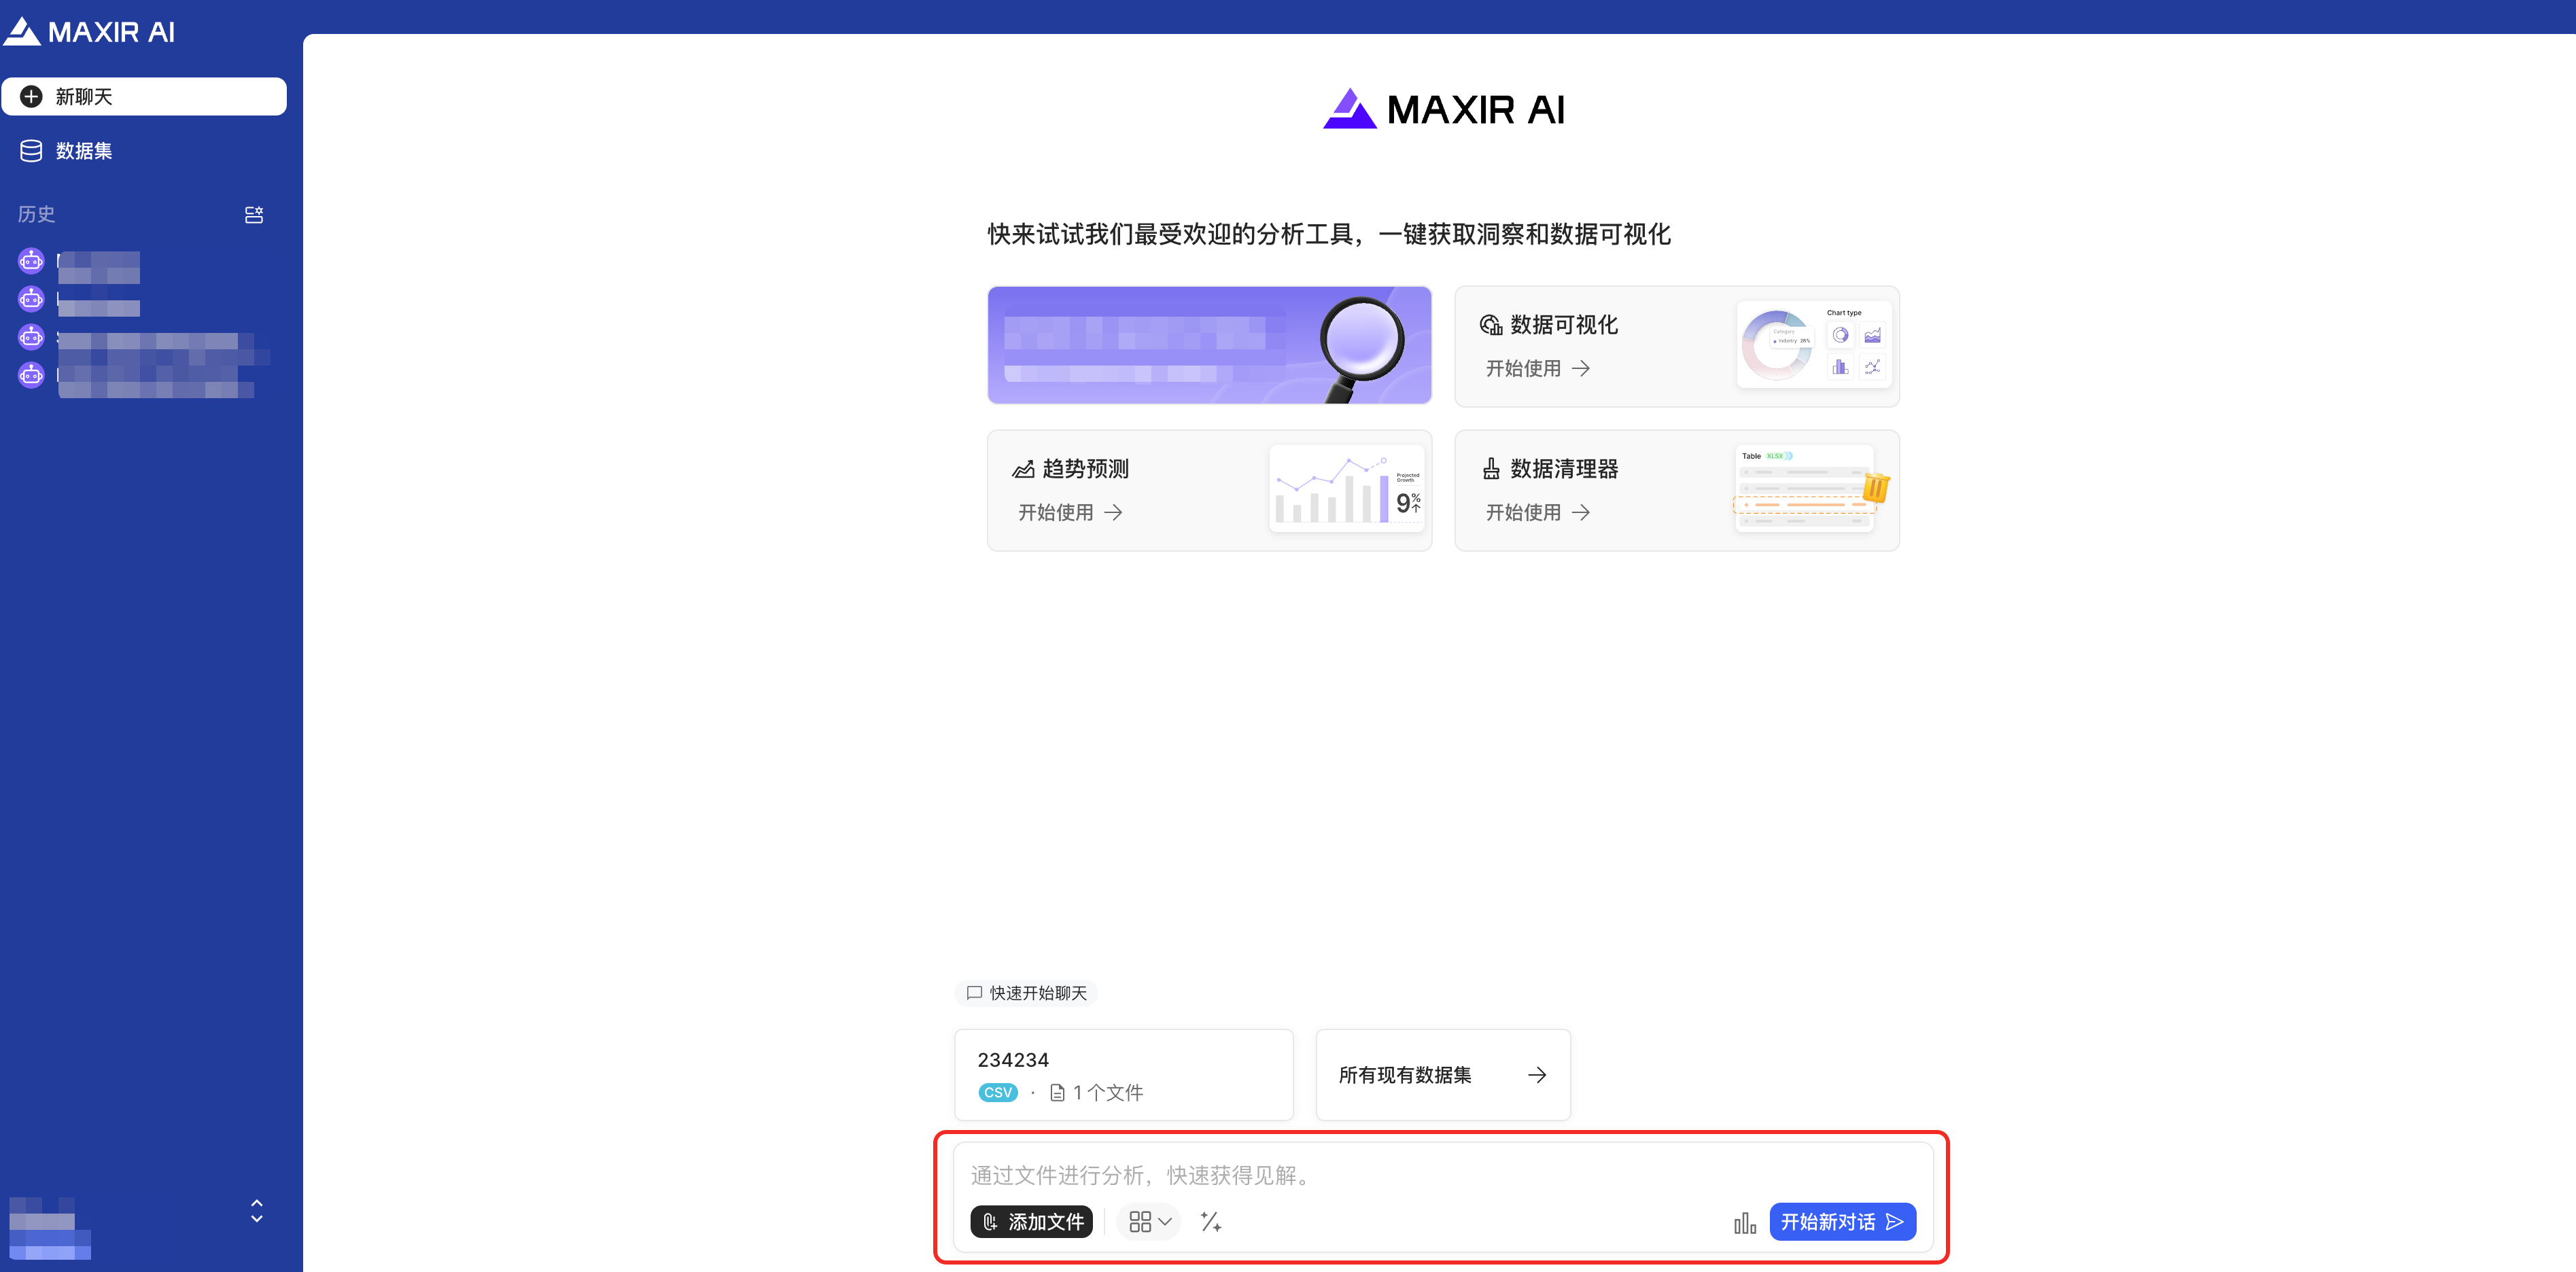 MAXIR AI
新聊天
数据集
历史
MAXIR AI
快来试试我们最受欢迎的分析工具，一键获取洞察和数据可视化
数据可视化
开始使用
Chart type
Category
Industry 28%
趋势预测
开始使用
Projected
Growth
9%
数据清理器
开始使用
Table XLSX
快速开始聊天
234234
CSV · 1 个文件
所有现有数据集
通过文件进行分析，快速获得见解。
添加文件
开始新对话